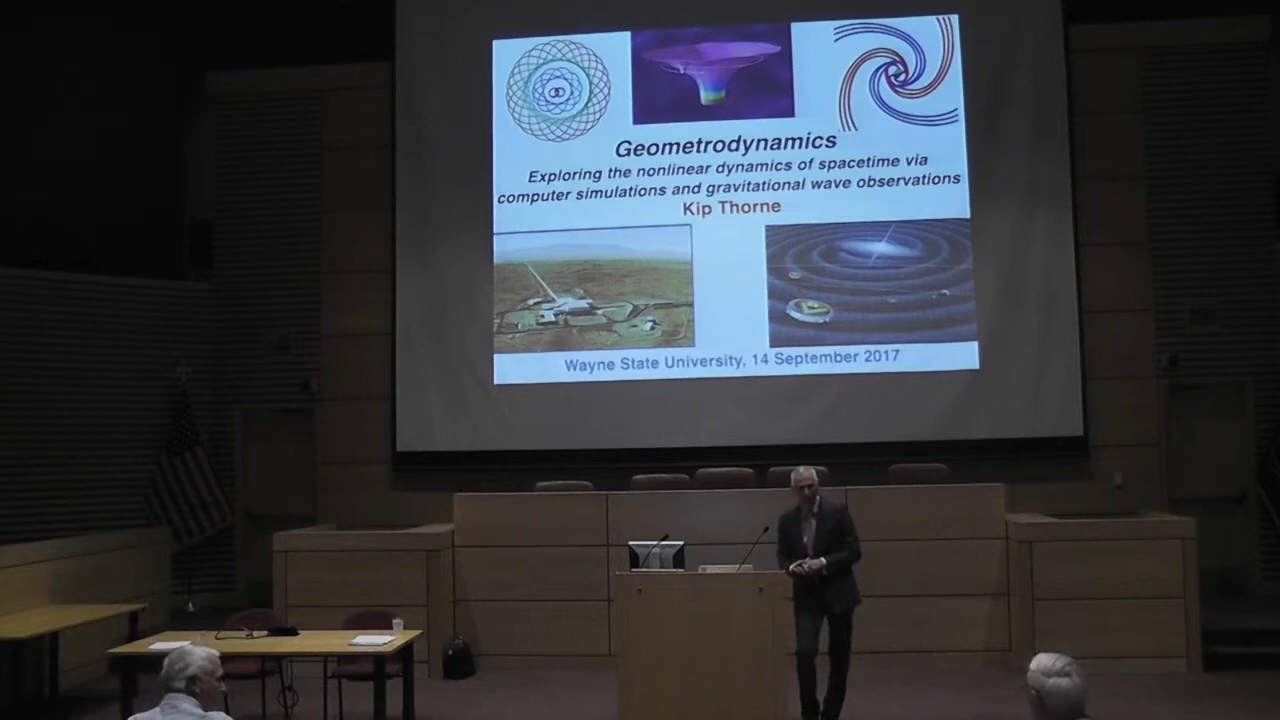 Geometrodynamics
Exploring the nonlinear dynamics of spacetime via
computer simulations and gravitational wave observations
Kip Thorne
Wayne State University, 14 September 2017